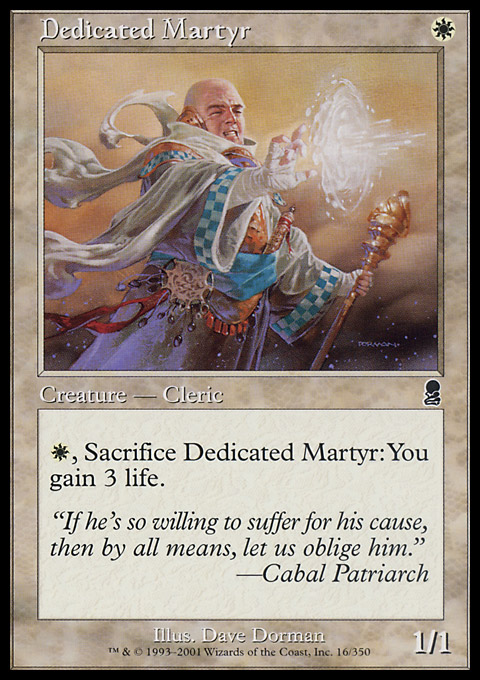 Dedicated Martyr
DORMAN
Creature — Cleric
, Sacrifice Dedicated Martyr: You
gain 3 life.
“If he’s so willing to suffer for his cause,
then by all means, let us oblige him.”
—Cabal Patriarch
Illus. Dave Dorman
™ & © 1993–2001 Wizards of the Coast, Inc. 16/350
1/1